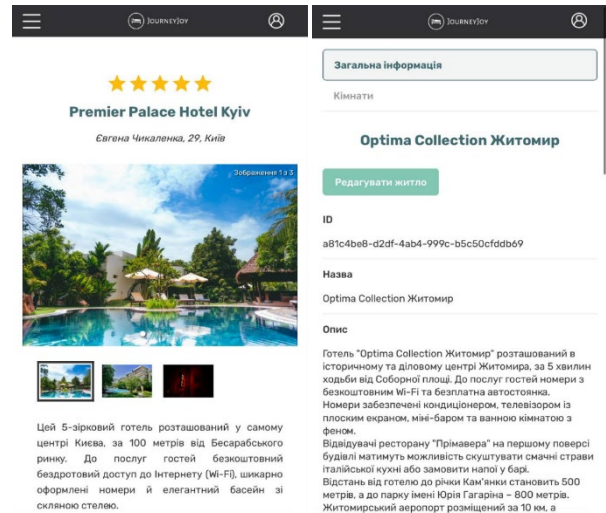 JOURNEYJOY
Premier Palace Hotel Kyiv
Євгена Чикаленка, 29, Київ
Зображення 1 з 3
Цей 5-зірковий готель розташований у самому
центрі Києва, за 100 метрів від Бесарабського
ринку. До послуг гостей безкоштовний
бездротовий доступ до Інтернету (Wi-Fi), шикарно
оформлені номери й елегантний басейн зі
скляною стелею.
JOURNEYJOY
Загальна інформація
Кімнати
Optima Collection Житомир
Редагувати житло
ID
a81c4be8-d2df-4ab4-999c-b5c50cfddb69
Назва
Optima Collection Житомир
Опис
Готель "Optima Collection Житомир" розташований в
історичному та діловому центрі Житомира, за 5 хвилин
ходьби від Соборної площі. До послуг гостей номери з
безкоштовним Wi-Fi та безплатна автостоянка.
Номери забезпечені кондиціонером, телевізором із
плоским екраном, міні-баром та ванною кімнатою з
феном.
Відвідувачі ресторану "Прімавера" на першому поверсі
будівлі матимуть можливість скуштувати смачні страви
італійської кухні або замовити напої у барі.
Відстань від готелю до річки Кам'янки становить 500
метрів, а до парку імені Юрія Гагаріна – 800 метрів.
Житомирський аеропорт розміщений за 10 км, а